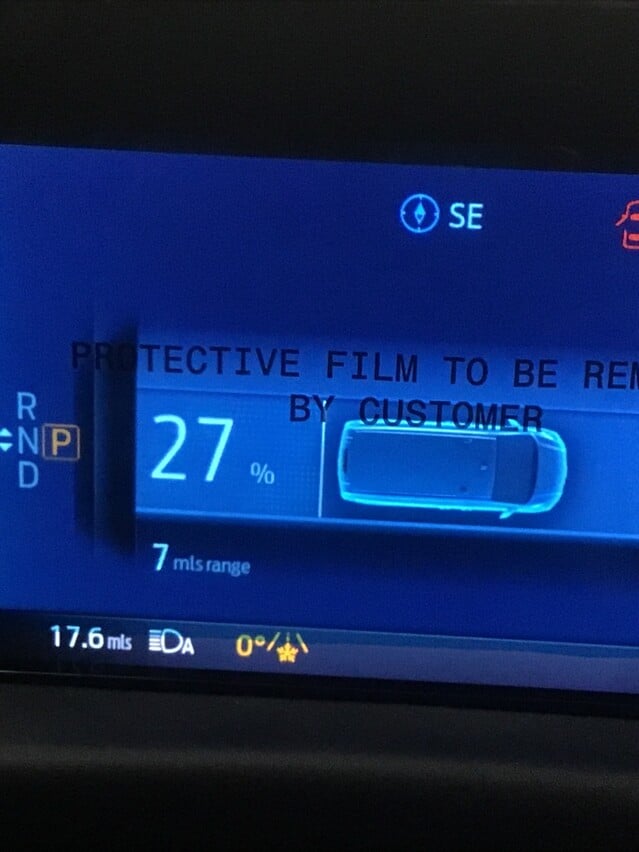 SE
PROTECTIVE FILM TO BE REM
BY CUSTOMER
R
N P
D
27 %
7 mls range
17.6 mls A 0°